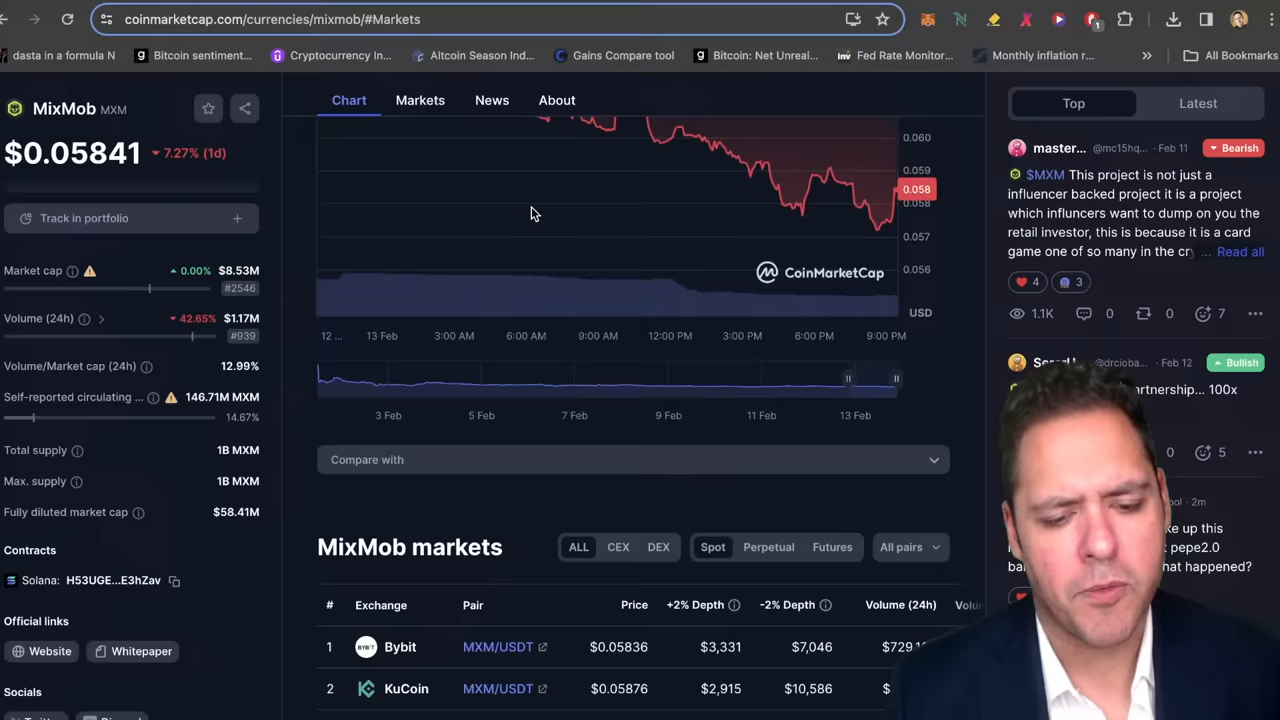 coinmarketcap.com/currencies/mixmob/#Markets
1
dasta in a formula N
Bitcoin sentiment...
Cryptocurrency In...
Altcoin Season Ind...
Gains Compare tool
Bitcoin: Net Unreal...
Fed Rate Monitor...
Monthly inflation r...
»
All Bookmarks
MixMob MXM
$0.05841 7.27% (1d)
Track in portfolio +
Market cap 0.00% $8.53M
#2546
Volume (24h) 42.65% $1.17M
#939
Volume/Market cap (24h) 12.99%
Self-reported circulating ... 146.71M MXM
14.67%
Total supply 1B MXM
Max. supply 1B MXM
Fully diluted market cap $58.41M
Contracts
Solana: H53UGE...E3hZav
Official links
Website Whitepaper
Socials
Chart Markets News About
0.060
0.059
0.058
0.058
0.057
0.056
CoinMarketCap
USD
12 ... 13 Feb 3:00 AM 6:00 AM 9:00 AM 12:00 PM 3:00 PM 6:00 PM 9:00 PM
3 Feb 5 Feb 7 Feb 9 Feb 11 Feb 13 Feb
Compare with
MixMob markets
ALL CEX DEX Spot Perpetual Futures All pairs
# Exchange Pair Price +2% Depth -2% Depth Volume (24h)
1 BYBIT Bybit MXM/USDT $0.05836 $3,331 $7,046
2 KuCoin MXM/USDT $0.05876 $2,915 $10,586
Top Latest
master... @mc15hq... · Feb 11 Bearish
$MXM This project is not just a
influencer backed project it is a project
which influncers want to dump on you the
retail investor, this is because it is a card
game one of so many in the cry ... Read all
4 3
1.1K 0 7
· Feb 12 Bullish
100x
0 5
· 2m
up this
pepe2.0
happened?